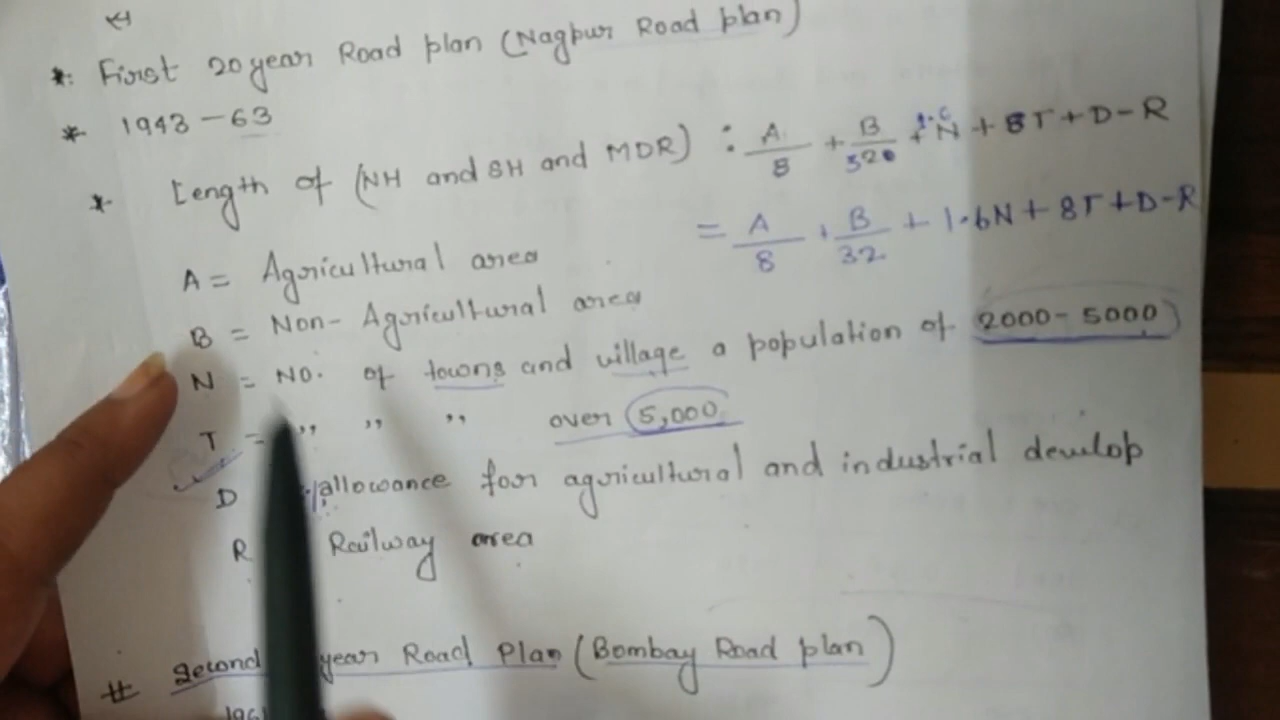 *: First 20 year Road plan (Nagpur Road plan)
* 1943 - 63
* Length of (NH and SH and MDR) : A/8 + B/320 + 1.6 N + 8T + D - R
= A/8 + B/32 + 1.6N + 8T + D - R
A = Agricultural area
B = Non - Agricultural area
N = NO. of towns and village a population of 2000 - 5000
T = ,, ,, ,, over 5,000
D allowance for agricultural and industrial develop
R Railway area
# Second year Road Plan (Bombay Road plan)
1961